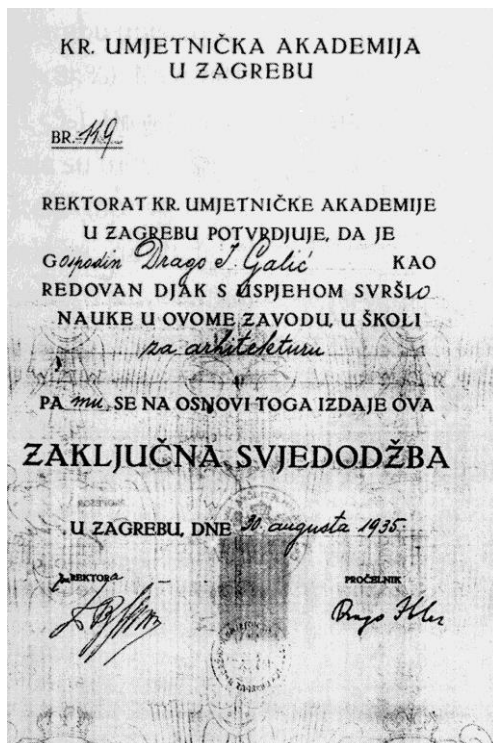 KR. UMJETNIČKA AKADEMIJA
U ZAGREBU
BR. 149
REKTORAT KR. UMJETNIČKE AKADEMIJE
U ZAGREBU POTVRDJUJE, DA JE
Gospodin Drago I. Galić KAO
REDOVAN DJAK S USPJEHOM SVRŠIO
NAUKE U OVOME ZAVODU, U ŠKOLI
za arhitekturu
PA mu SE NA OSNOVI TOGA IZDAJE OVA
ZAKLJUČNA SVJEDODŽBA
U ZAGREBU, DNE 30. augusta 1935.
REKTORA PROČELNIK
Drago Ibler